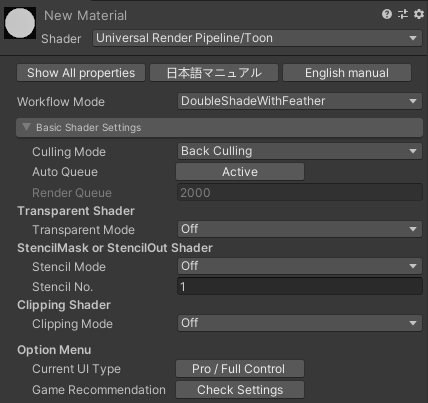 New Material
Shader Universal Render Pipeline/Toon
Show All properties 日本語マニュアル English manual
Workflow Mode DoubleShadeWithFeather
Basic Shader Settings
Culling Mode Back Culling
Auto Queue Active
Render Queue 2000
Transparent Shader
Transparent Mode Off
StencilMask or StencilOut Shader
Stencil Mode Off
Stencil No. 1
Clipping Shader
Clipping Mode Off
Option Menu
Current UI Type Pro / Full Control
Game Recommendation Check Settings